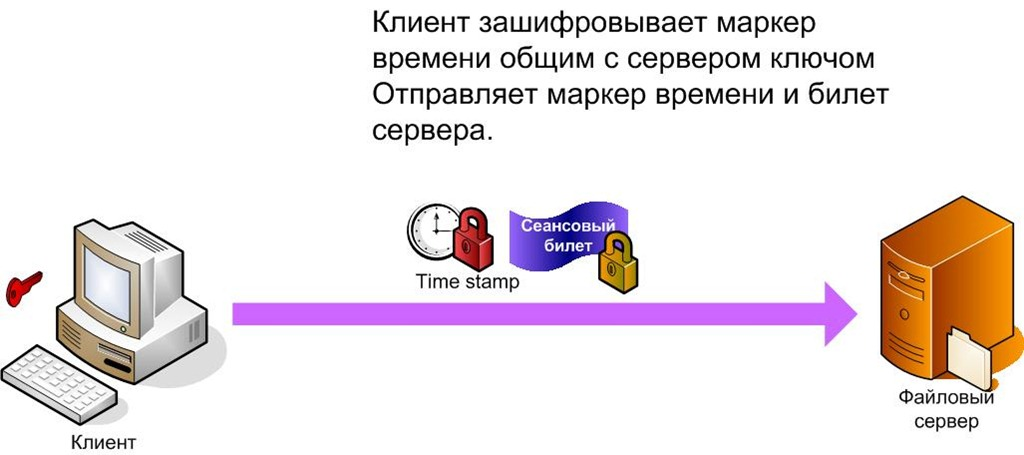 Клиент зашифровывает маркер
времени общим с сервером ключом
Отправляет маркер времени и билет
сервера.
Сеансовый
билет
Time stamp
Файловый
сервер
Клиент